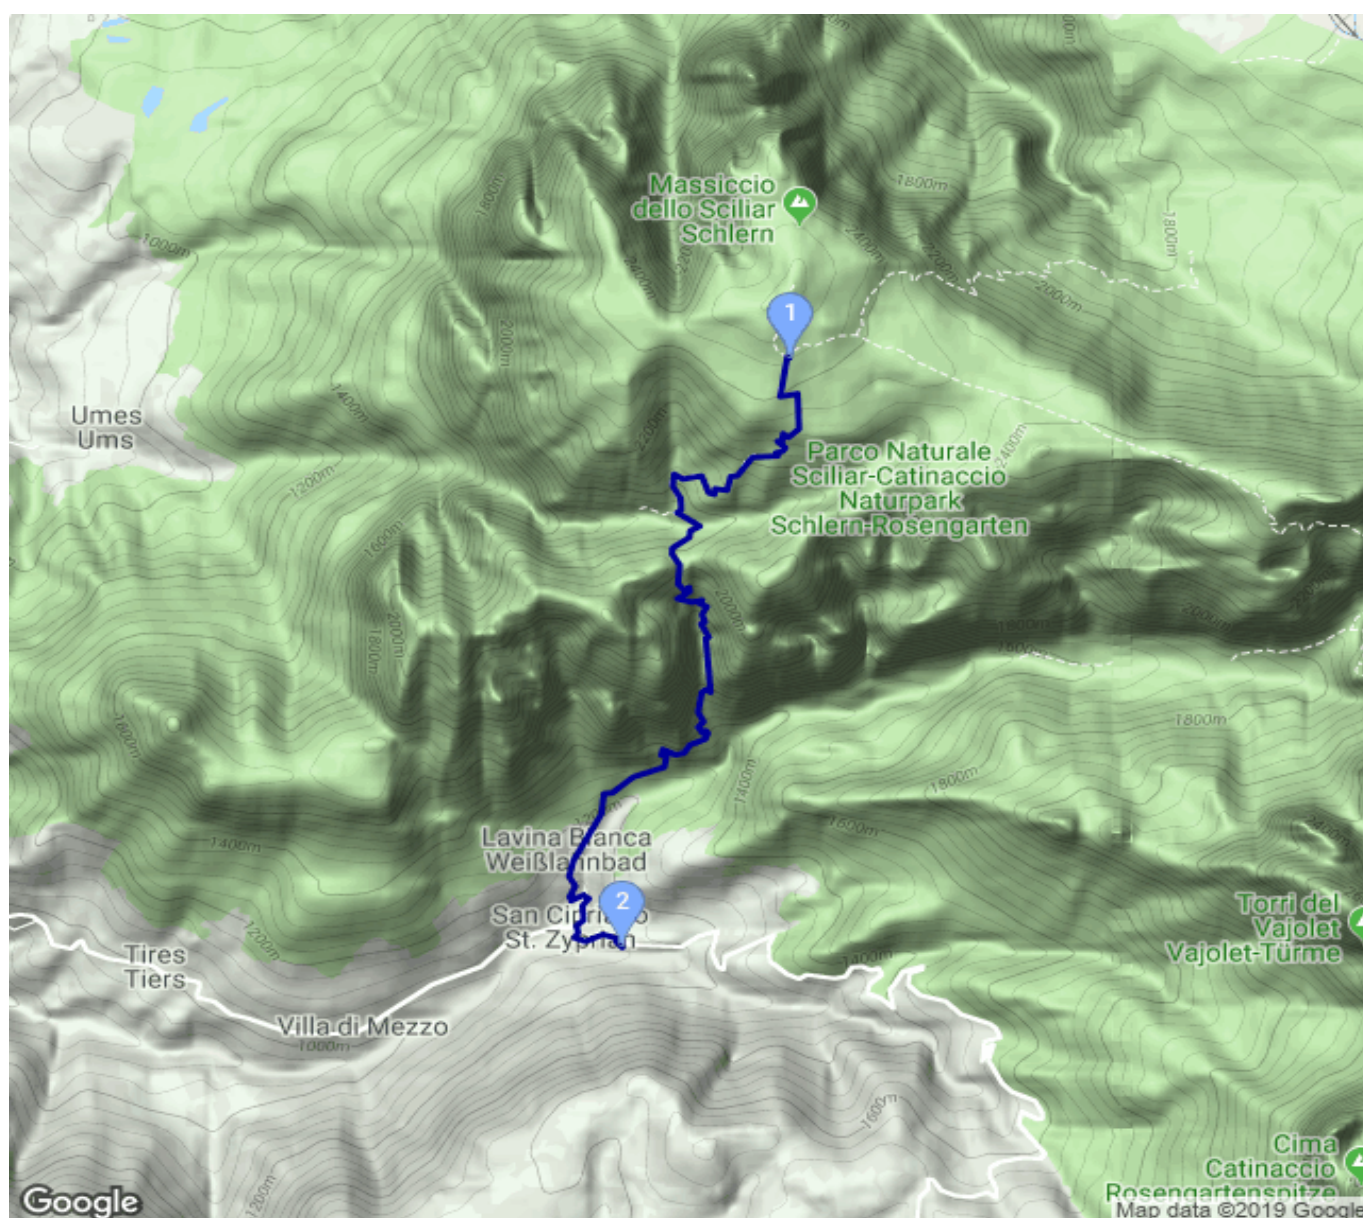 Massiccio
dello Sciliar
Schlern
1800m
1800m
1800m
1000m
2400m
2200m
2400m
2200m
2000m
1
2000m
1400m
2200m
Umes
Ums
2400m
Parco Naturale
Sciliar-Catinaccio
Naturpark
Schlern-Rosengarten
1200m
1600m
2000m
2000m
1800m
2000m
1800m
1600m
1800m
1800m
1400m
1800m
1600m
2400m
1400m
Lavina Bianca
Weißlahnbad
2
San Cipriano
St. Zyprian
Torri del
Vajolet
Vajolet-Türme
1200m
Tires
Tiers
1400m
Villa di Mezzo
1000m
1600m
Cima
Catinaccio
Rosengartenspitze
1200m
Google
Map data ©2019 Google